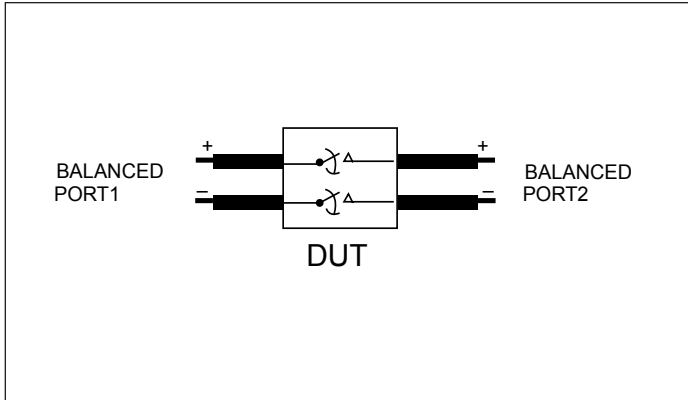 + +
BALANCED
PORT1
BALANCED
PORT2
− −
DUT